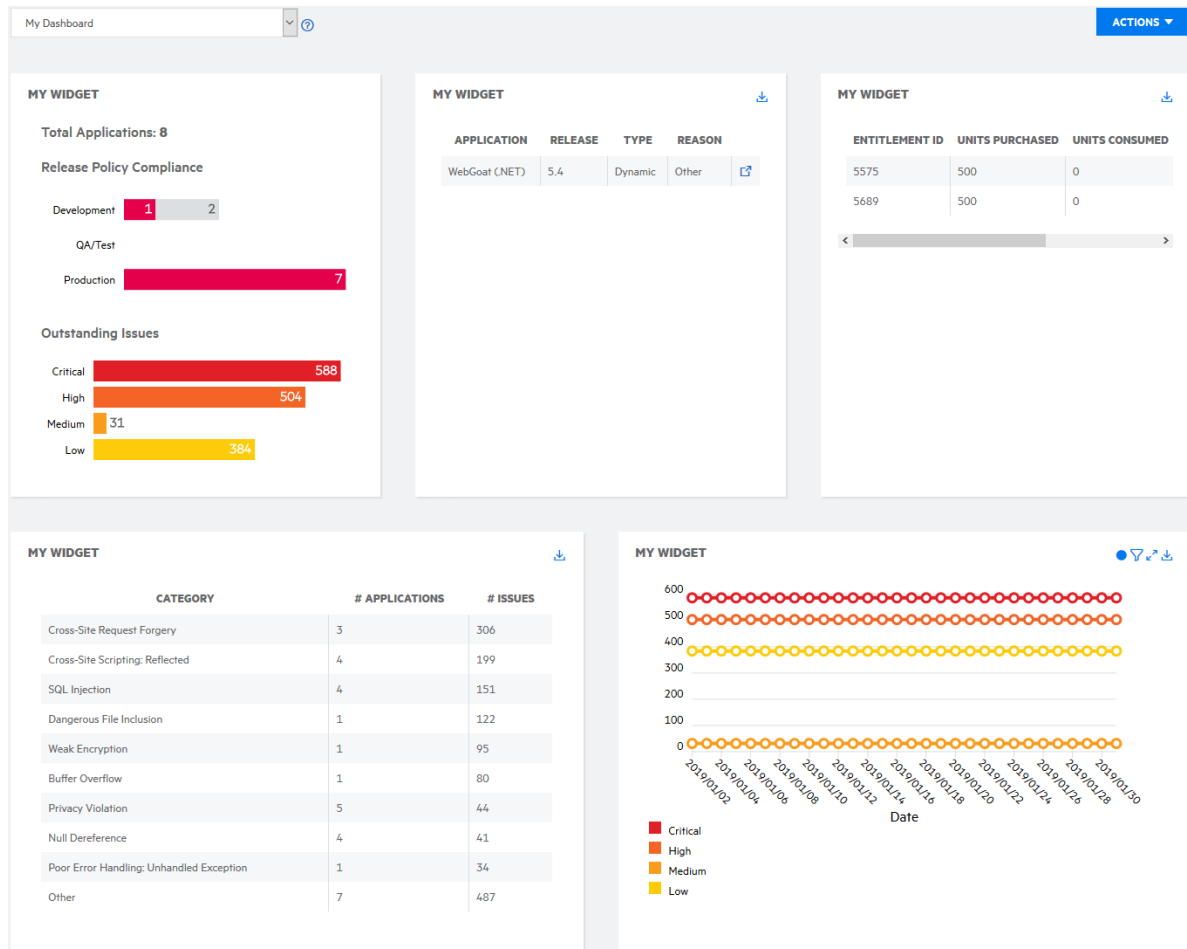 My Dashboard
ACTIONS
MY WIDGET
Total Applications: 8
Release Policy Compliance
Development 1 2
QA/Test
Production 7
Outstanding Issues
Critical 588
High 504
Medium 31
Low 384
MY WIDGET
APPLICATION RELEASE TYPE REASON
WebGoat (.NET) 5.4 Dynamic Other
MY WIDGET
ENTITLEMENT ID UNITS PURCHASED UNITS CONSUMED
5575 500 0
5689 500 0
MY WIDGET
CATEGORY # APPLICATIONS # ISSUES
Cross-Site Request Forgery 3 306
Cross-Site Scripting: Reflected 4 199
SQL Injection 4 151
Dangerous File Inclusion 1 122
Weak Encryption 1 95
Buffer Overflow 1 80
Privacy Violation 5 44
Null Dereference 4 41
Poor Error Handling: Unhandled Exception 1 34
Other 7 487
MY WIDGET
600
500
400
300
200
100
0
2019/01/02 2019/01/04 2019/01/06 2019/01/08 2019/01/10 2019/01/12 2019/01/14 2019/01/16 2019/01/18 2019/01/20 2019/01/22 2019/01/24 2019/01/26 2019/01/28 2019/01/30
Date
Critical
High
Medium
Low